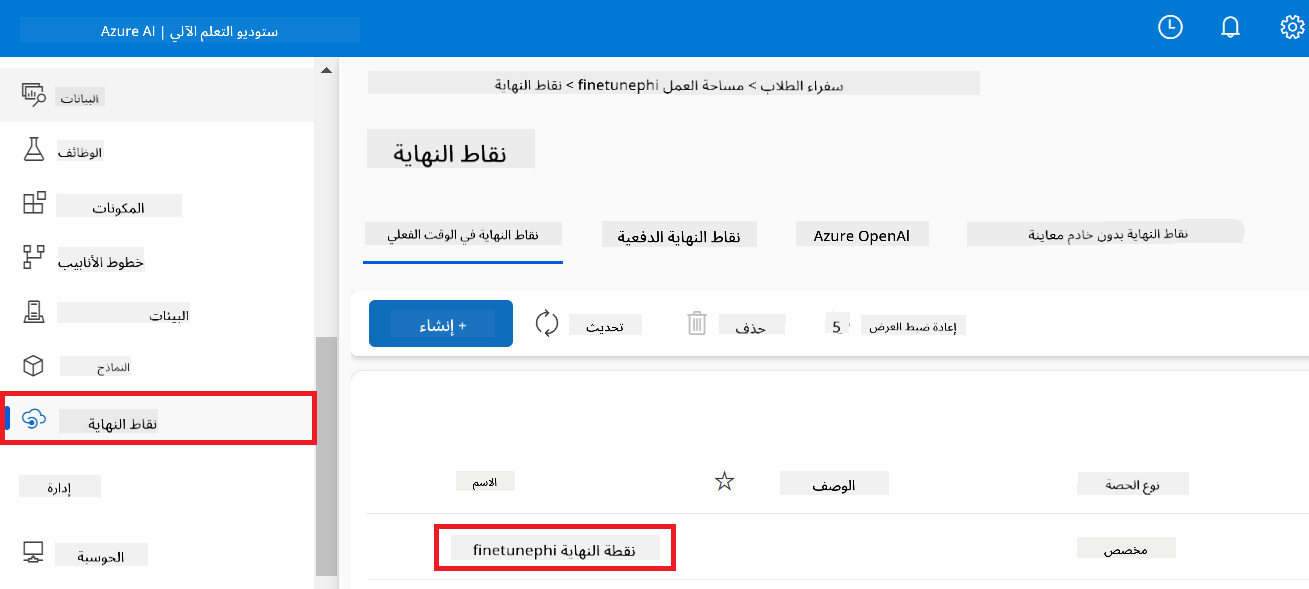 Azure AI | ستوديو التعلم الآلي
البيانات
الوظائف
المكونات
خطوط الأنابيب
البيئات
النماذج
نقاط النهاية
إدارة
الحوسبة
سفراء الطلاب > مساحة العمل finetunephi > نقاط النهاية
نقاط النهاية
نقاط النهاية في الوقت الفعلي
نقاط النهاية الدفعية
Azure OpenAI
نقاط النهاية بدون خادم معاينة
+ إنشاء
تحديث
حذف
5
إعادة ضبط العرض
الاسم
الوصف
نوع الحصة
نقطة النهاية finetunephi
مخصص